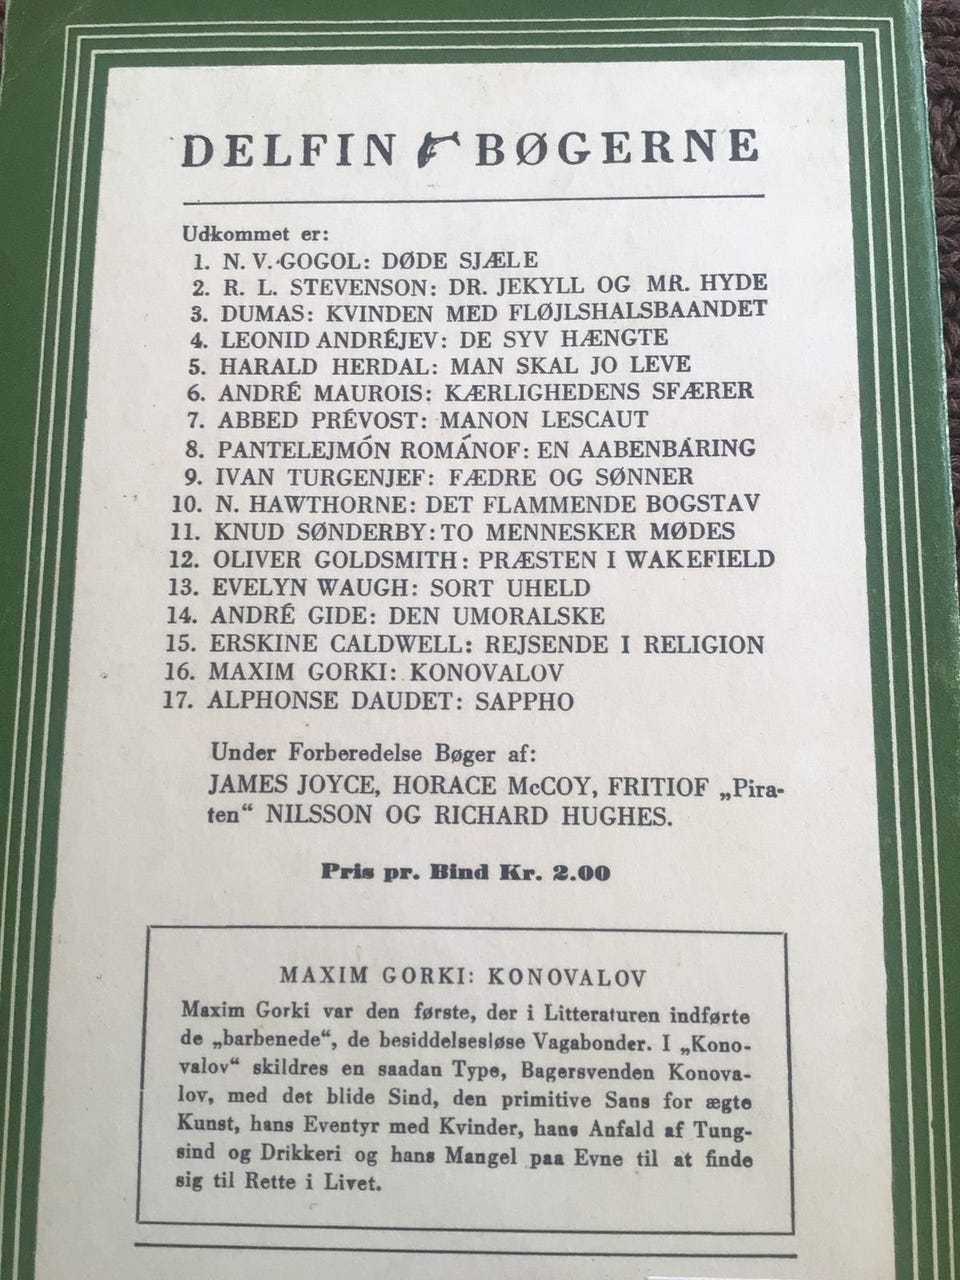 DELFIN BØGERNE
Udkommet er:
1. N. V. GOGOL: DØDE SJÆLE
2. R. L. STEVENSON: DR. JEKYLL OG MR. HYDE
3. DUMAS: KVINDEN MED FLØJLSHALSBAANDET
4. LEONID ANDRÉJEV: DE SYV HÆNGTE
5. HARALD HERDAL: MAN SKAL JO LEVE
6. ANDRÉ MAUROIS: KÆRLIGHEDENS SFÆRER
7. ABBED PRÉVOST: MANON LESCAUT
8. PANTELEJMÓN ROMÁNOF: EN AABENBÁRING
9. IVAN TURGENJEF: FÆDRE OG SØNNER
10. N. HAWTHORNE: DET FLAMMENDE BOGSTAV
11. KNUD SØNDERBY: TO MENNESKER MØDES
12. OLIVER GOLDSMITH: PRÆSTEN I WAKEFIELD
13. EVELYN WAUGH: SORT UHELD
14. ANDRÉ GIDE: DEN UMORALSKE
15. ERSKINE CALDWELL: REJSENDE I RELIGION
16. MAXIM GORKI: KONOVALOV
17. ALPHONSE DAUDET: SAPPHO
Under Forberedelse Bøger af:
JAMES JOYCE, HORACE McCOY, FRITIOF „Pira-
ten“ NILSSON OG RICHARD HUGHES.
Pris pr. Bind Kr. 2.00
MAXIM GORKI: KONOVALOV
Maxim Gorki var den første, der i Litteraturen indførte
de „barbenede“, de besiddelsesløse Vagabonder. I „Kono-
valov“ skildres en saadan Type, Bagersvenden Konova-
lov, med det blide Sind, den primitive Sans for ægte
Kunst, hans Eventyr med Kvinder, hans Anfald af Tung-
sind og Drikkeri og hans Mangel paa Evne til at finde
sig til Rette i Livet.